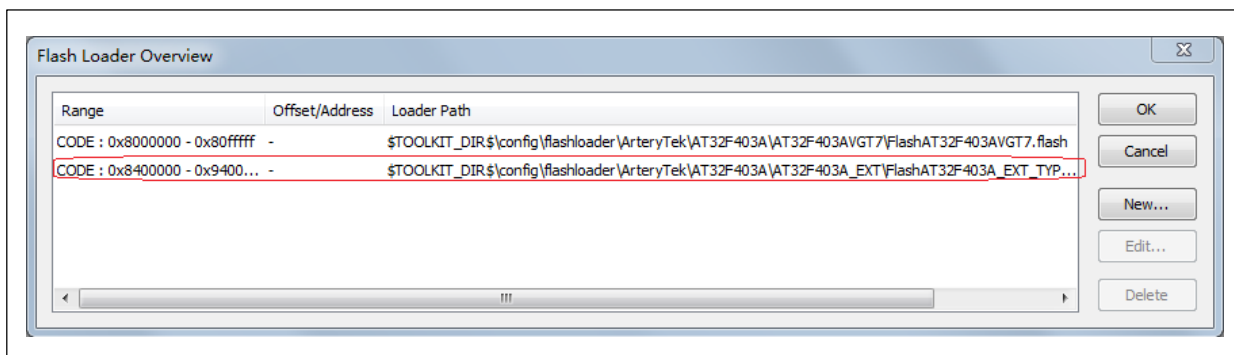 Flash Loader Overview
Range Offset/Address Loader Path
CODE : 0x8000000 - 0x80fffff - $TOOLKIT_DIR$\config\flashloader\ArteryTek\AT32F403A\AT32F403AVGT7\FlashAT32F403AVGT7.flash
CODE : 0x8400000 - 0x9400... - $TOOLKIT_DIR$\config\flashloader\ArteryTek\AT32F403A\AT32F403A_EXT\FlashAT32F403A_EXT_TYP...
OK
Cancel
New...
Edit...
Delete